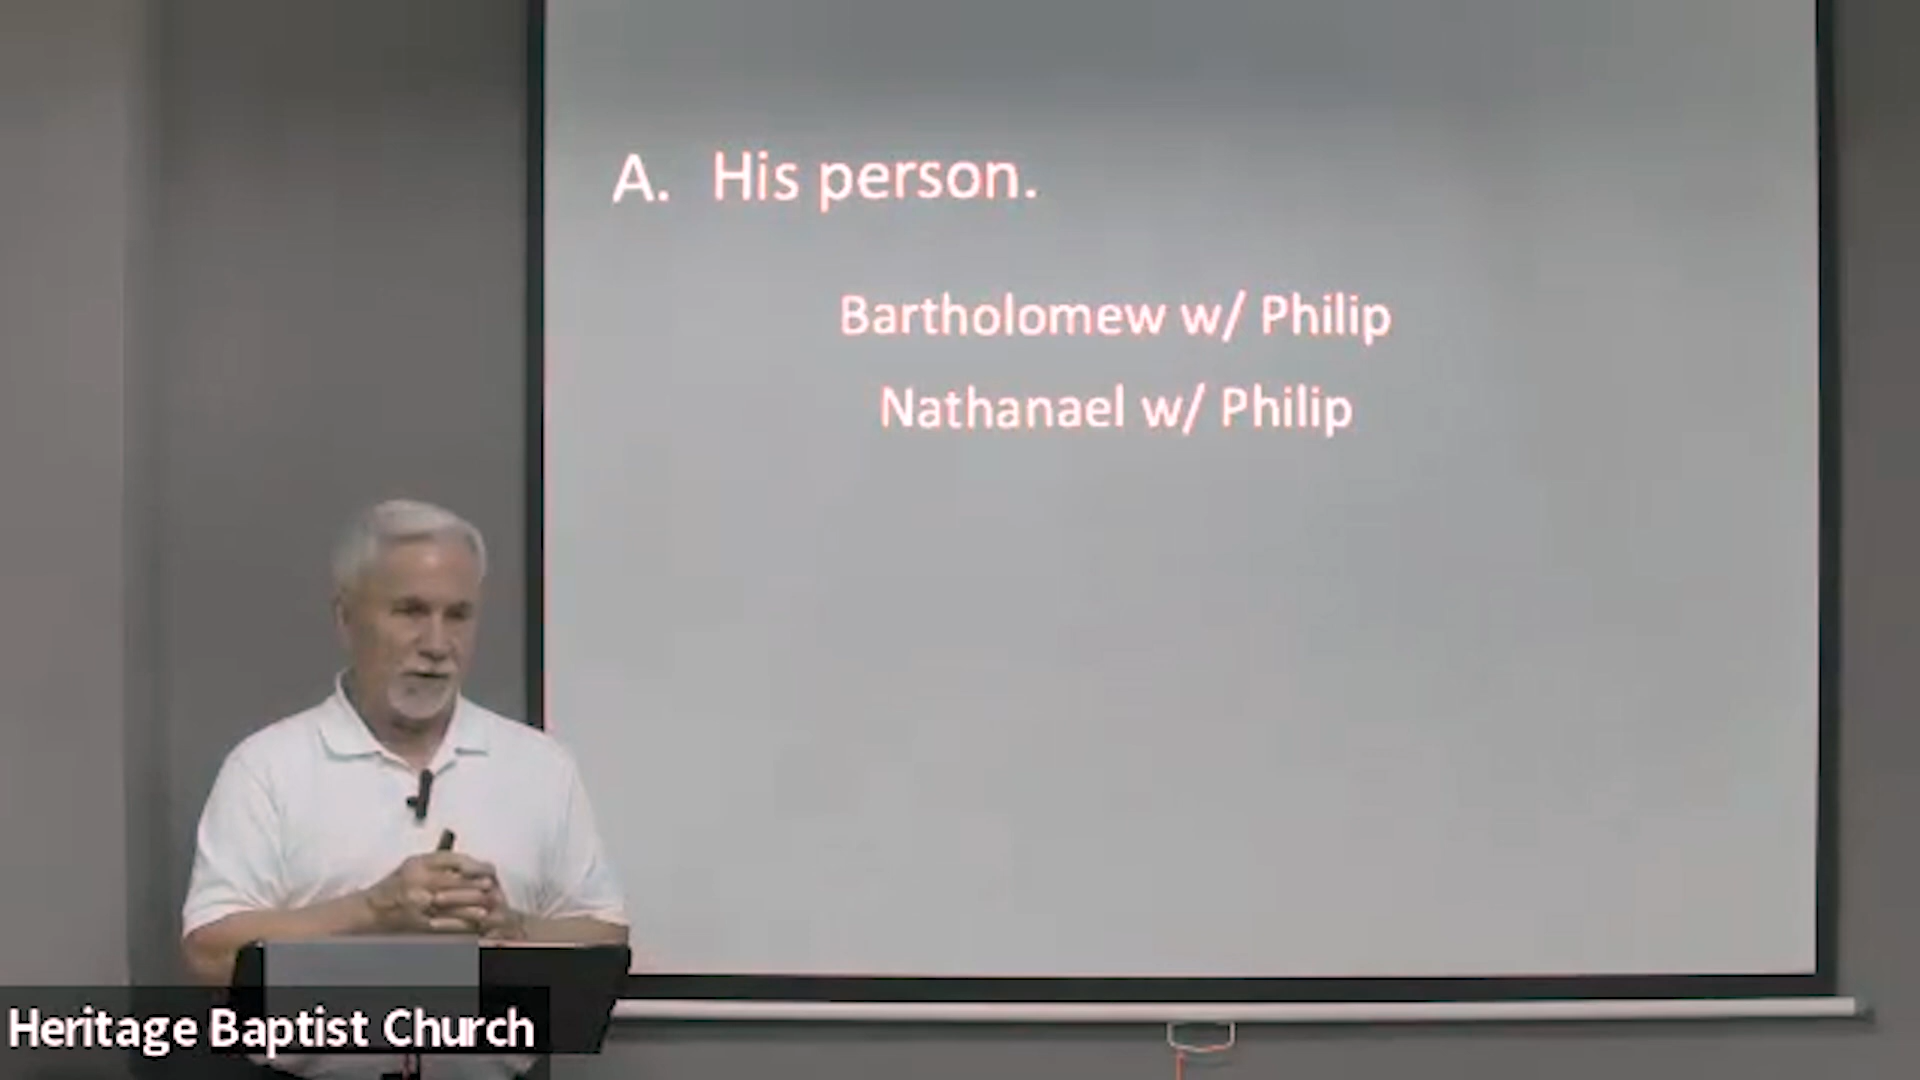 A. His person.
Bartholomew w/ Philip
Nathanael w/ Philip
Heritage Baptist Church